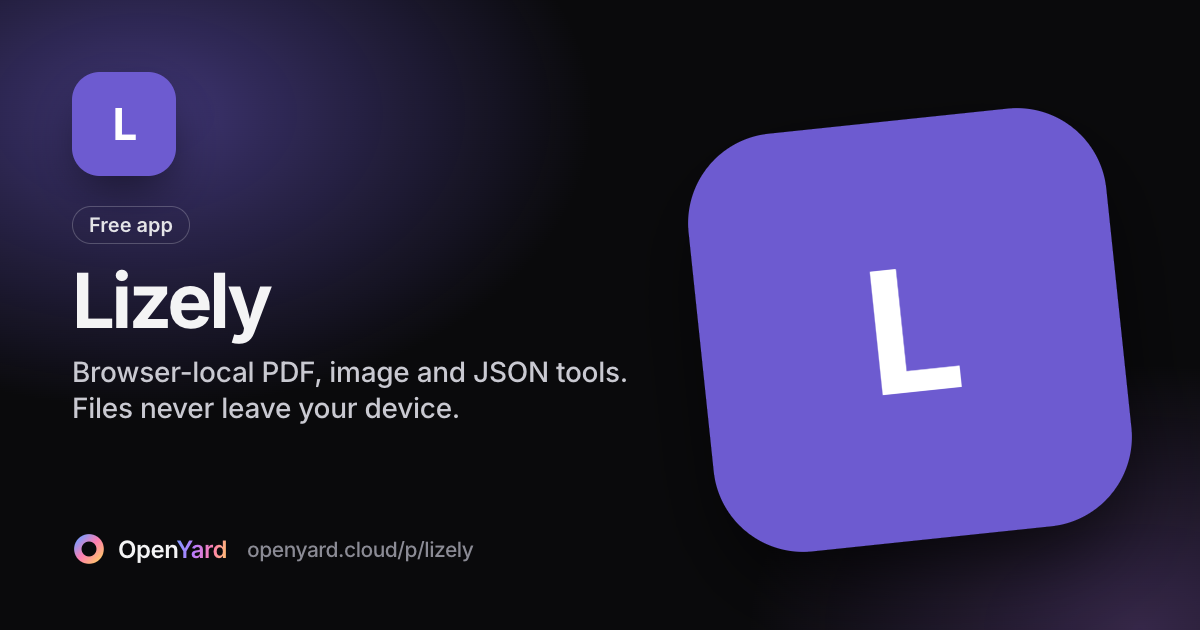 L
Free app
Lizely
Browser-local PDF, image and JSON tools.
Files never leave your device.
OpenYard openyard.cloud/p/lizely
L